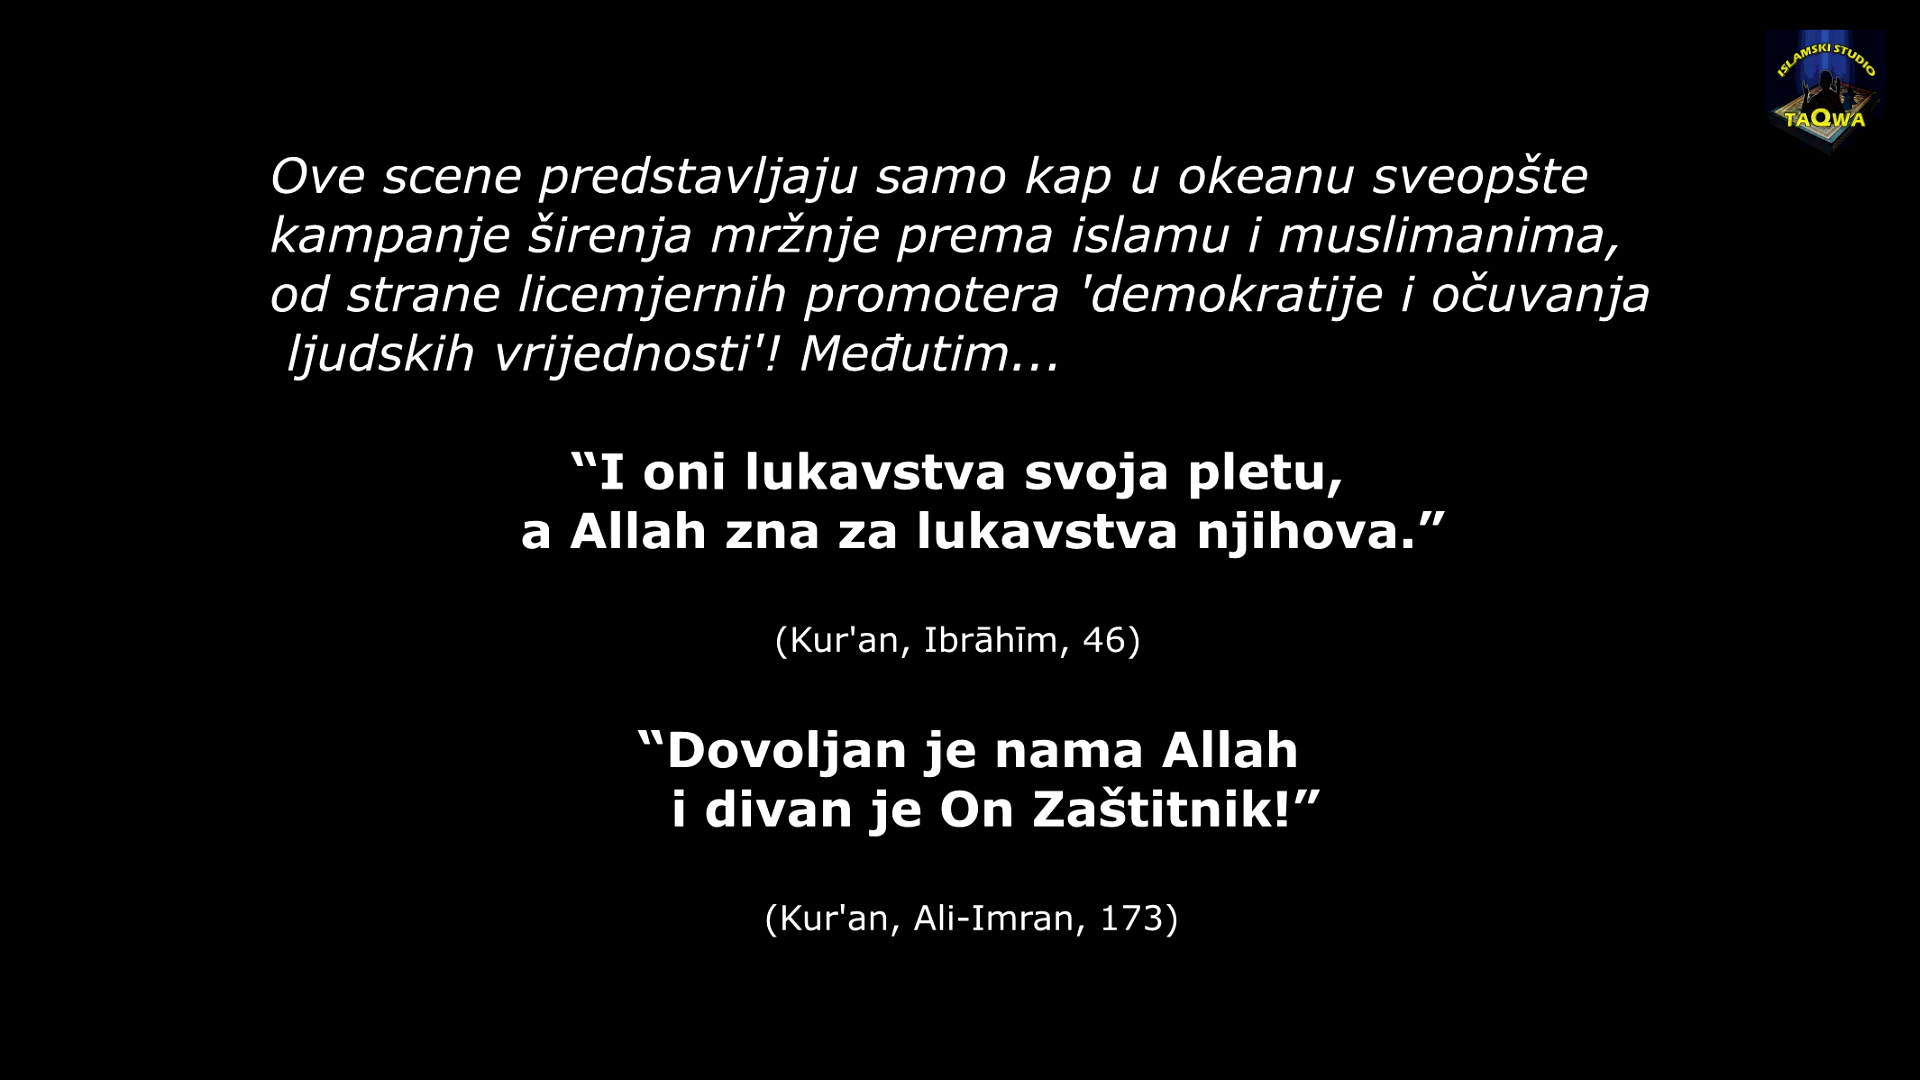 ISLAMSKI STUDIO
TAQWA
Ove scene predstavljaju samo kap u okeanu sveopšte
kampanje širenja mržnje prema islamu i muslimanima,
od strane licemjernih promotera 'demokratije i očuvanja
ljudskih vrijednosti'! Međutim...
“I oni lukavstva svoja pletu,
a Allah zna za lukavstva njihova.”
(Kur'an, Ibrāhīm, 46)
“Dovoljan je nama Allah
i divan je On Zaštitnik!”
(Kur'an, Ali-Imran, 173)